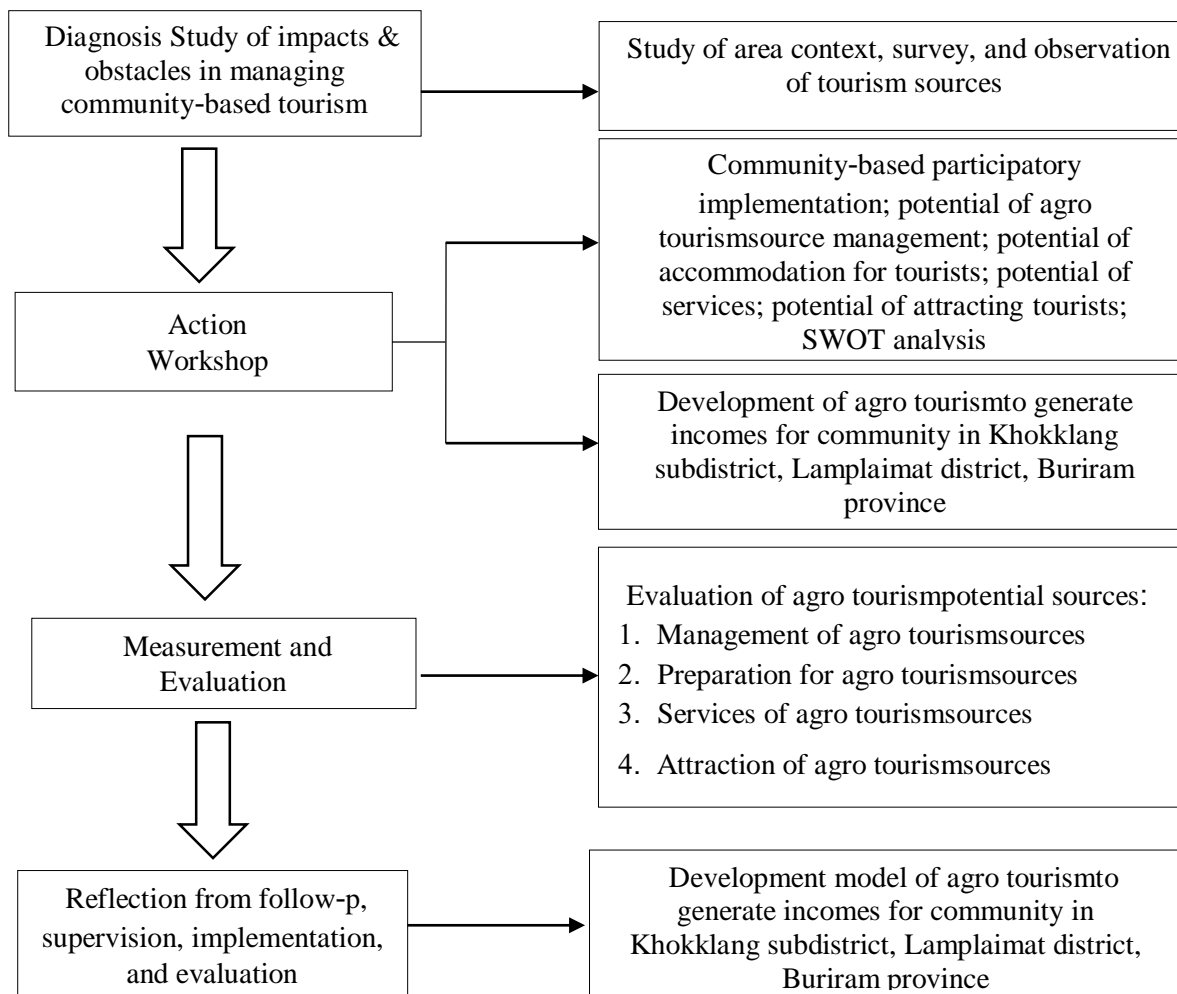 Diagnosis Study of impacts &
obstacles in managing
community-based tourism
Study of area context, survey, and observation
of tourism sources
Community-based participatory
implementation; potential of agro
tourismsource management; potential of
accommodation for tourists; potential of
services; potential of attracting tourists;
SWOT analysis
Action
Workshop
Development of agro tourismto generate
incomes for community in Khokklang
subdistrict, Lamplaimat district, Buriram
province
Measurement and
Evaluation
Evaluation of agro tourismpotential sources:
1. Management of agro tourismsources
2. Preparation for agro tourismsources
3. Services of agro tourismsources
4. Attraction of agro tourismsources
Reflection from follow-p,
supervision, implementation,
and evaluation
Development model of agro tourismto
generate incomes for community in
Khokklang subdistrict, Lamplaimat district,
Buriram province